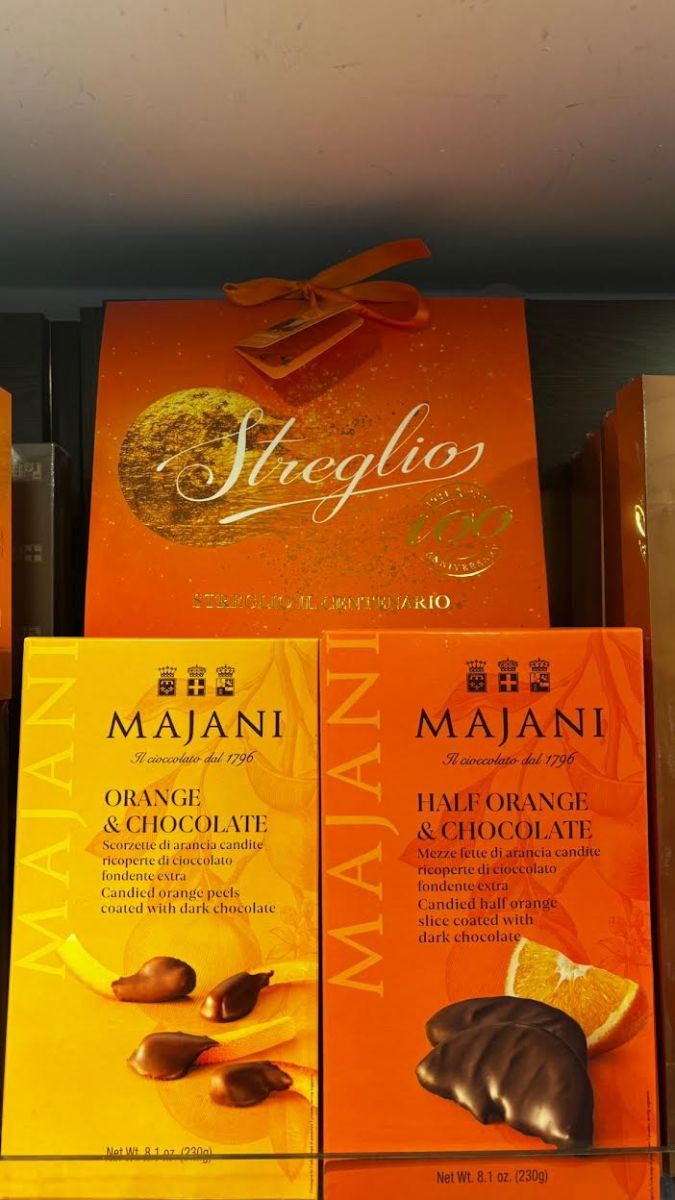 Streglio
100
ANNIVERSARIO
STREGLIO IL CENTENARIO
MAJANI
MAJANI
Il cioccolato dal 1796
ORANGE
& CHOCOLATE
Scorzette di arancia candite
ricoperte di cioccolato
fondente extra
Candied orange peels
coated with dark chocolate
Net Wt. 8.1 oz. (230g)
MAJANI
MAJANI
Il cioccolato dal 1796
HALF ORANGE
& CHOCOLATE
Mezze fette di arancia candite
ricoperte di cioccolato
fondente extra
Candied half orange
slice coated with
dark chocolate
Net Wt. 8.1 oz. (230g)